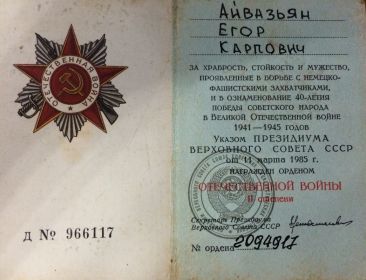 ОТЕЧЕСТВЕННАЯ ВОЙНА
Д № 966117
Айвазьян
Егор
Карпович
ЗА ХРАБРОСТЬ, СТОЙКОСТЬ И МУЖЕСТВО,
ПРОЯВЛЕННЫЕ В БОРЬБЕ С НЕМЕЦКО-
ФАШИСТСКИМИ ЗАХВАТЧИКАМИ,
И В ОЗНАМЕНОВАНИЕ 40-ЛЕТИЯ
ПОБЕДЫ СОВЕТСКОГО НАРОДА
В ВЕЛИКОЙ ОТЕЧЕСТВЕННОЙ ВОЙНЕ
1941—1945 ГОДОВ
Указом ПРЕЗИДИУМА
ВЕРХОВНОГО СОВЕТА СССР
от 11 марта 1985 г.
НАГРАЖДЕН ОРДЕНОМ
ОТЕЧЕСТВЕННОЙ ВОЙНЫ
II степени
Секретарь Президиума
Верховного Совета СССР
№ ордена 2094917